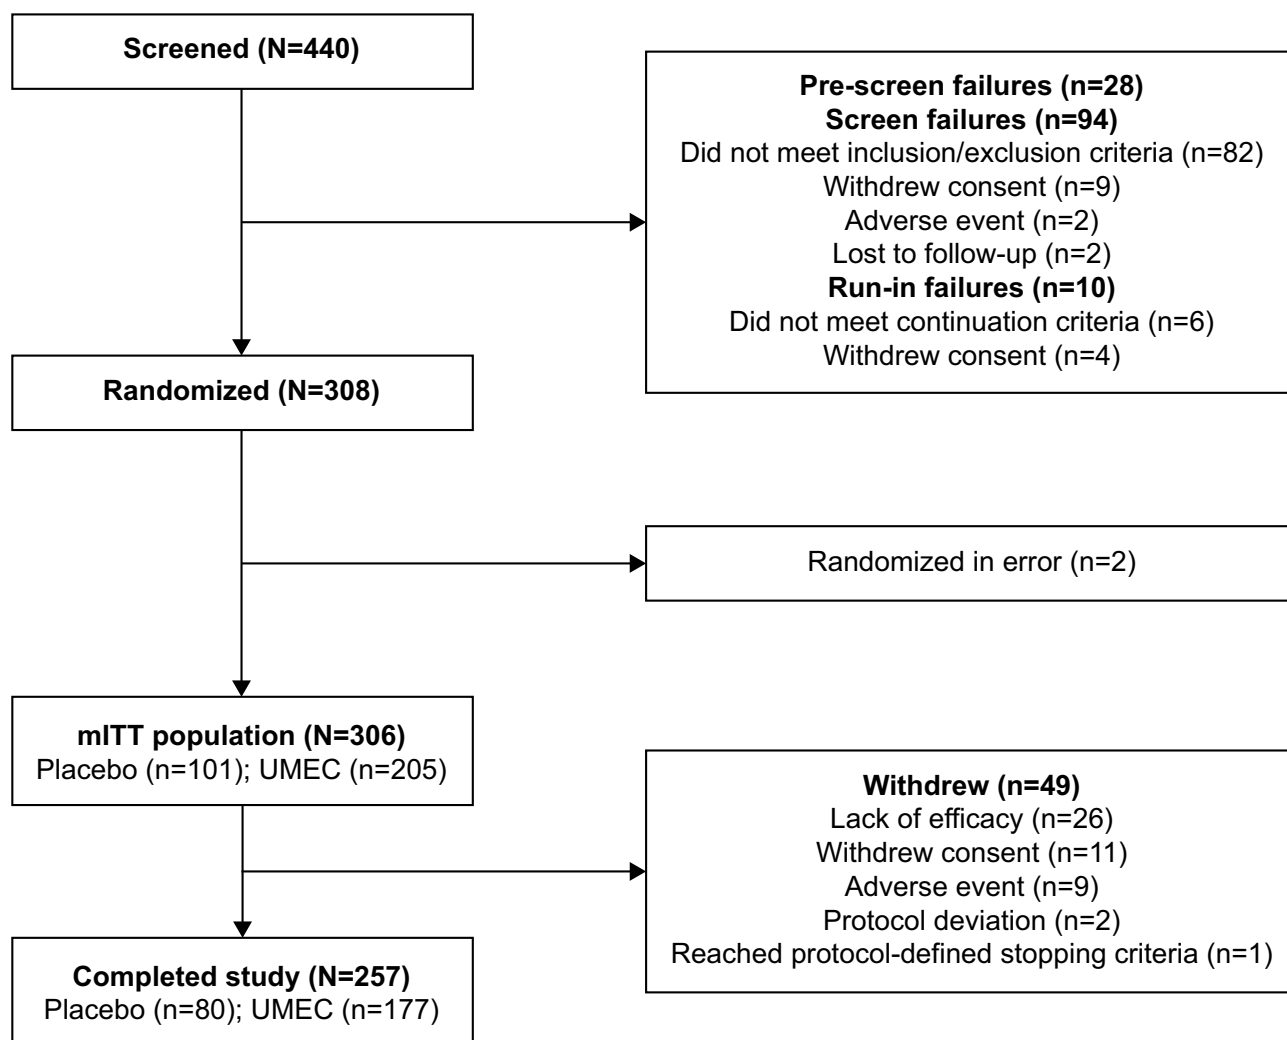 Screened (N=440)
Pre-screen failures (n=28)
Screen failures (n=94)
Did not meet inclusion/exclusion criteria (n=82)
Withdrew consent (n=9)
Adverse event (n=2)
Lost to follow-up (n=2)
Run-in failures (n=10)
Did not meet continuation criteria (n=6)
Withdrew consent (n=4)
Randomized (N=308)
Randomized in error (n=2)
mITT population (N=306)
Placebo (n=101); UMEC (n=205)
Withdrew (n=49)
Lack of efficacy (n=26)
Withdrew consent (n=11)
Adverse event (n=9)
Protocol deviation (n=2)
Reached protocol-defined stopping criteria (n=1)
Completed study (N=257)
Placebo (n=80); UMEC (n=177)